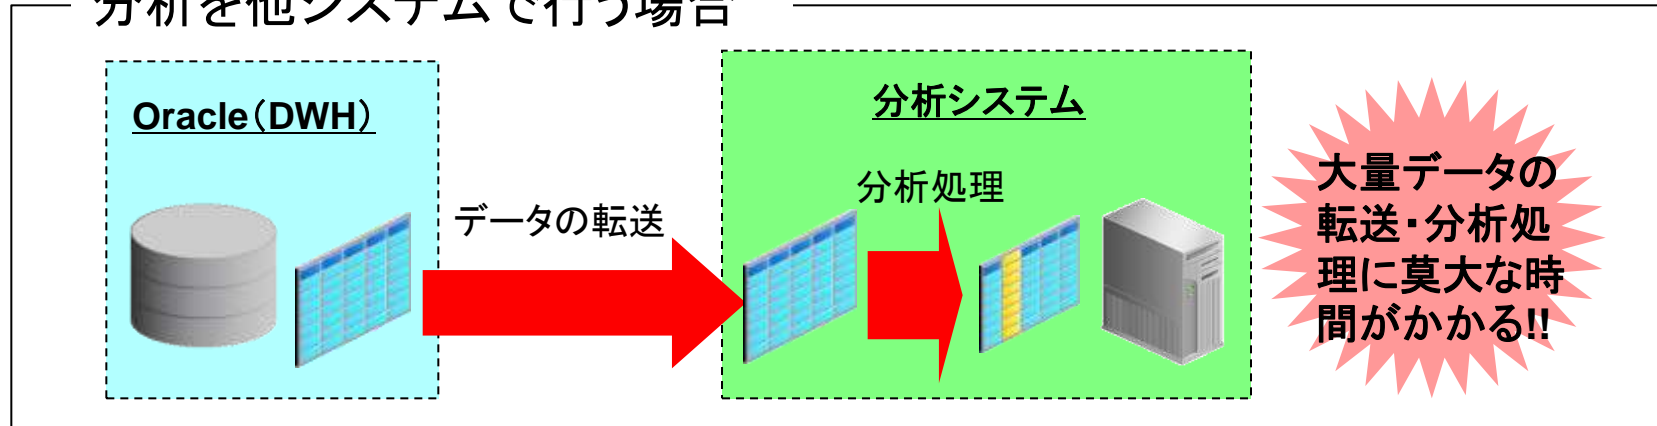 分析を他システムで行う場合
Oracle(DWH)
分析システム
データの転送
分析処理
大量データの
転送・分析処
理に莫大な時
間がかかる!!